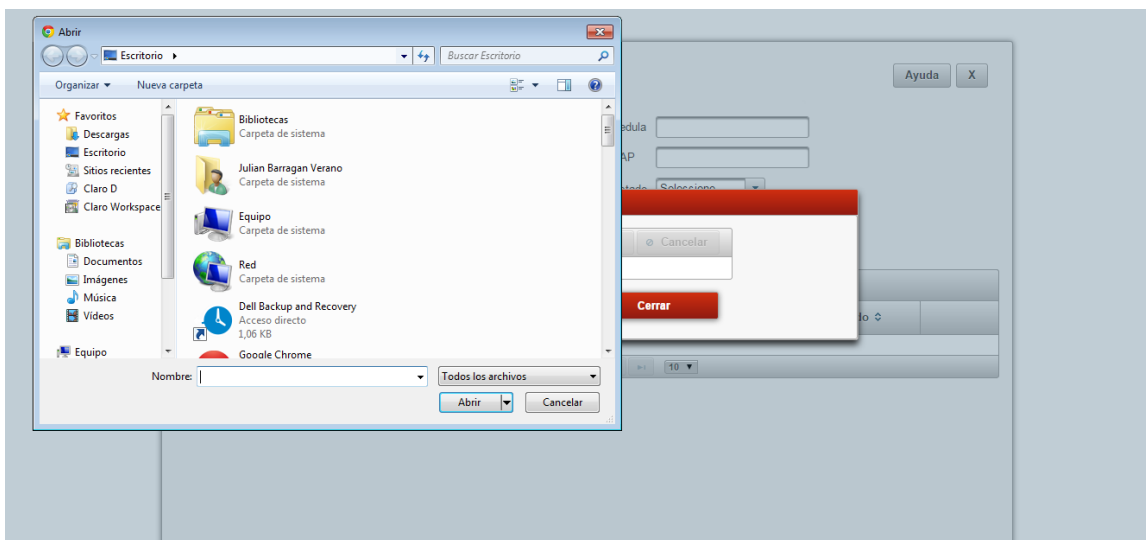 Abrir
Escritorio
Buscar Escritorio
Organizar
Nueva carpeta
Favoritos
Descargas
Escritorio
Sitios recientes
Claro D
Claro Workspace
Bibliotecas
Documentos
Imágenes
Música
Vídeos
Equipo
Bibliotecas
Carpeta de sistema
Julian Barragan Verano
Carpeta de sistema
Equipo
Carpeta de sistema
Red
Carpeta de sistema
Dell Backup and Recovery
Acceso directo
1,06 KB
Google Chrome
Nombre:
Todos los archivos
Abrir
Cancelar
Ayuda
X
edula
AP
Cancelar
Cerrar
do
10